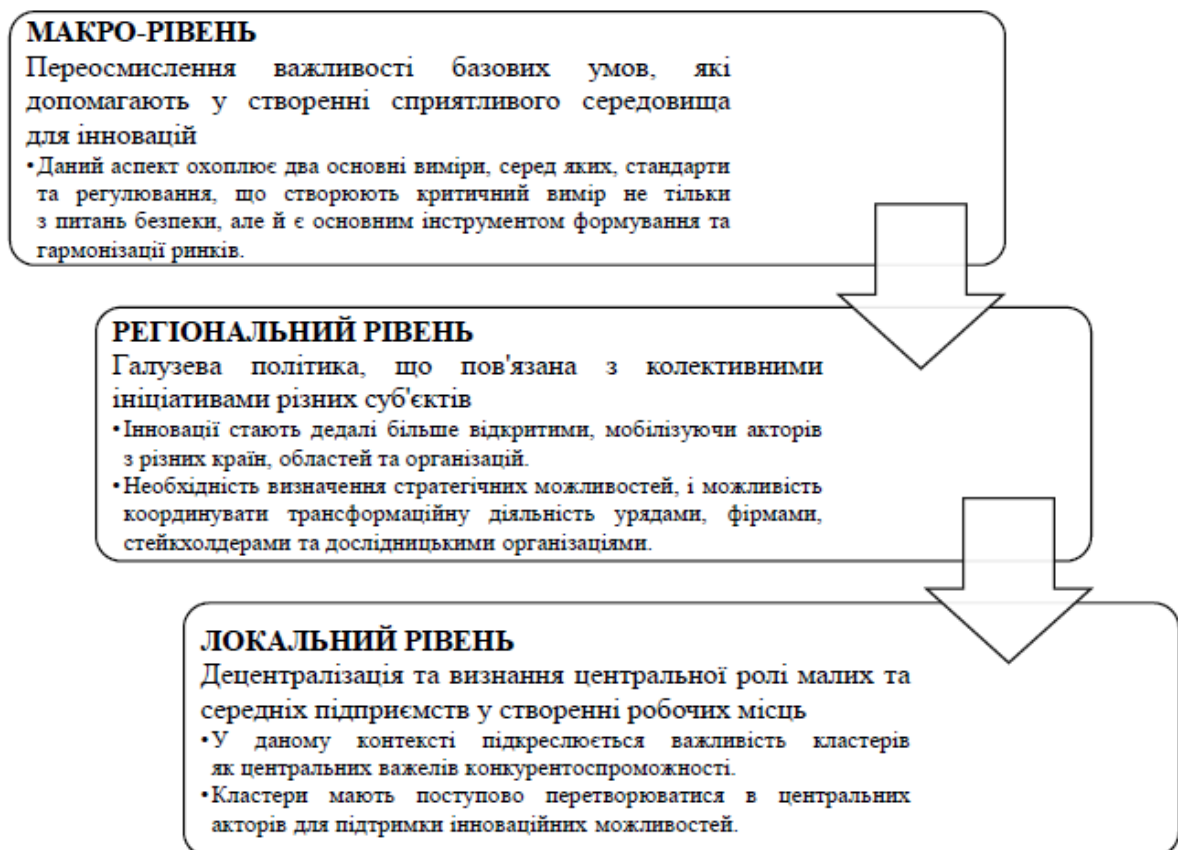 МАКРО-РІВЕНЬ
Переосмислення важливості базових умов, які
допомагають у створенні сприятливого середовища
для інновацій
•Даний аспект охоплює два основні виміри, серед яких, стандарти
та регулювання, що створюють критичний вимір не тільки
з питань безпеки, але й є основним інструментом формування та
гармонізації ринків.
РЕГІОНАЛЬНИЙ РІВЕНЬ
Галузева політика, що пов'язана з колективними
ініціативами різних суб'єктів
•Інновації стають дедалі більше відкритими, мобілізуючи акторів
з різних країн, областей та організацій.
•Необхідність визначення стратегічних можливостей, і можливість
координувати трансформаційну діяльність урядами, фірмами,
стейкхолдерами та дослідницькими організаціями.
ЛОКАЛЬНИЙ РІВЕНЬ
Децентралізація та визнання центральної ролі малих та
середніх підприємств у створенні робочих місць
•У даному контексті підкреслюється важливість кластерів
як центральних важелів конкурентоспроможності.
•Кластери мають поступово перетворюватися в центральних
акторів для підтримки інноваційних можливостей.